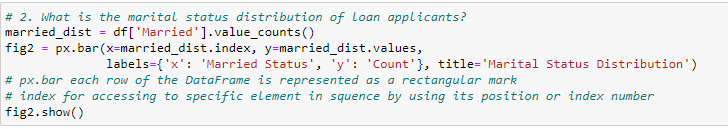 # 2. What is the marital status distribution of loan applicants?
married_dist = df['Married'].value_counts()
fig2 = px.bar(x=married_dist.index, y=married_dist.values,
labels={'x': 'Married Status', 'y': 'Count'}, title='Marital Status Distribution')
# px.bar each row of the DataFrame is represented as a rectangular mark
# index for accessing to specific element in squence by using its position or index number
fig2.show()